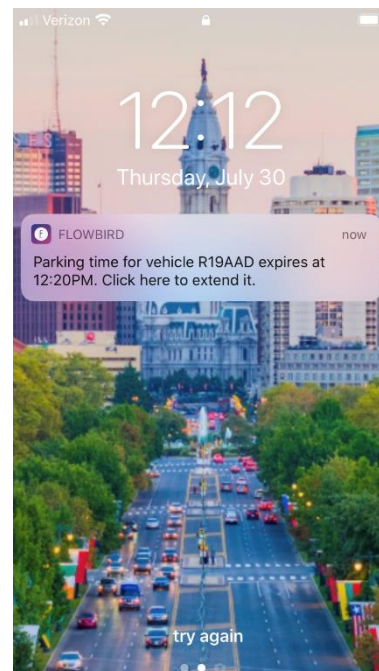 Verizon
12:12
Thursday, July 30
FLOWBIRD now
Parking time for vehicle R19AAD expires at
12:20PM. Click here to extend it.
try again